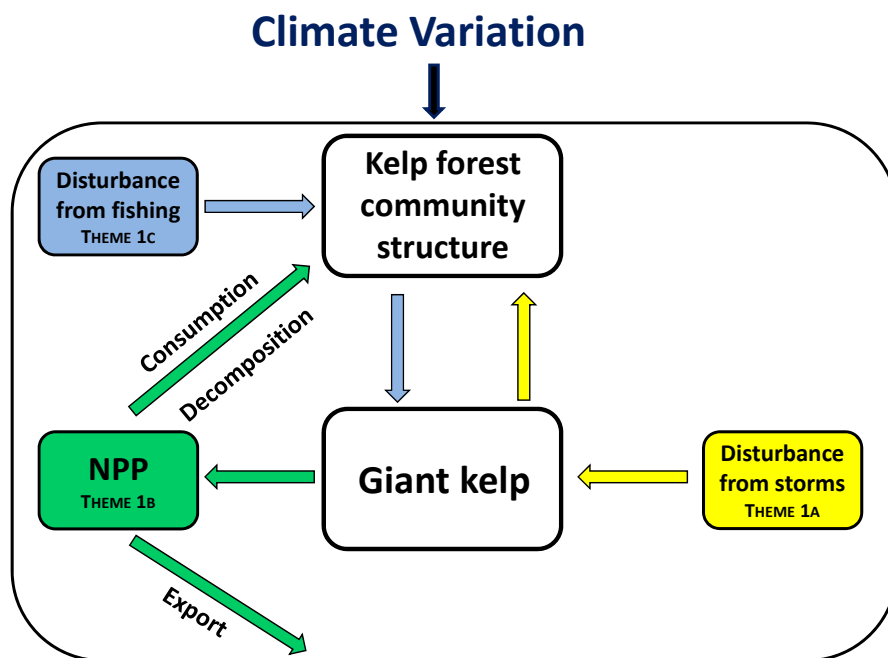 Climate Variation
Kelp forest
community
structure
Disturbance
from fishing
THEME 1C
Consumption
Decomposition
NPP
THEME 1B
Giant kelp
Disturbance
from storms
THEME 1A
Export